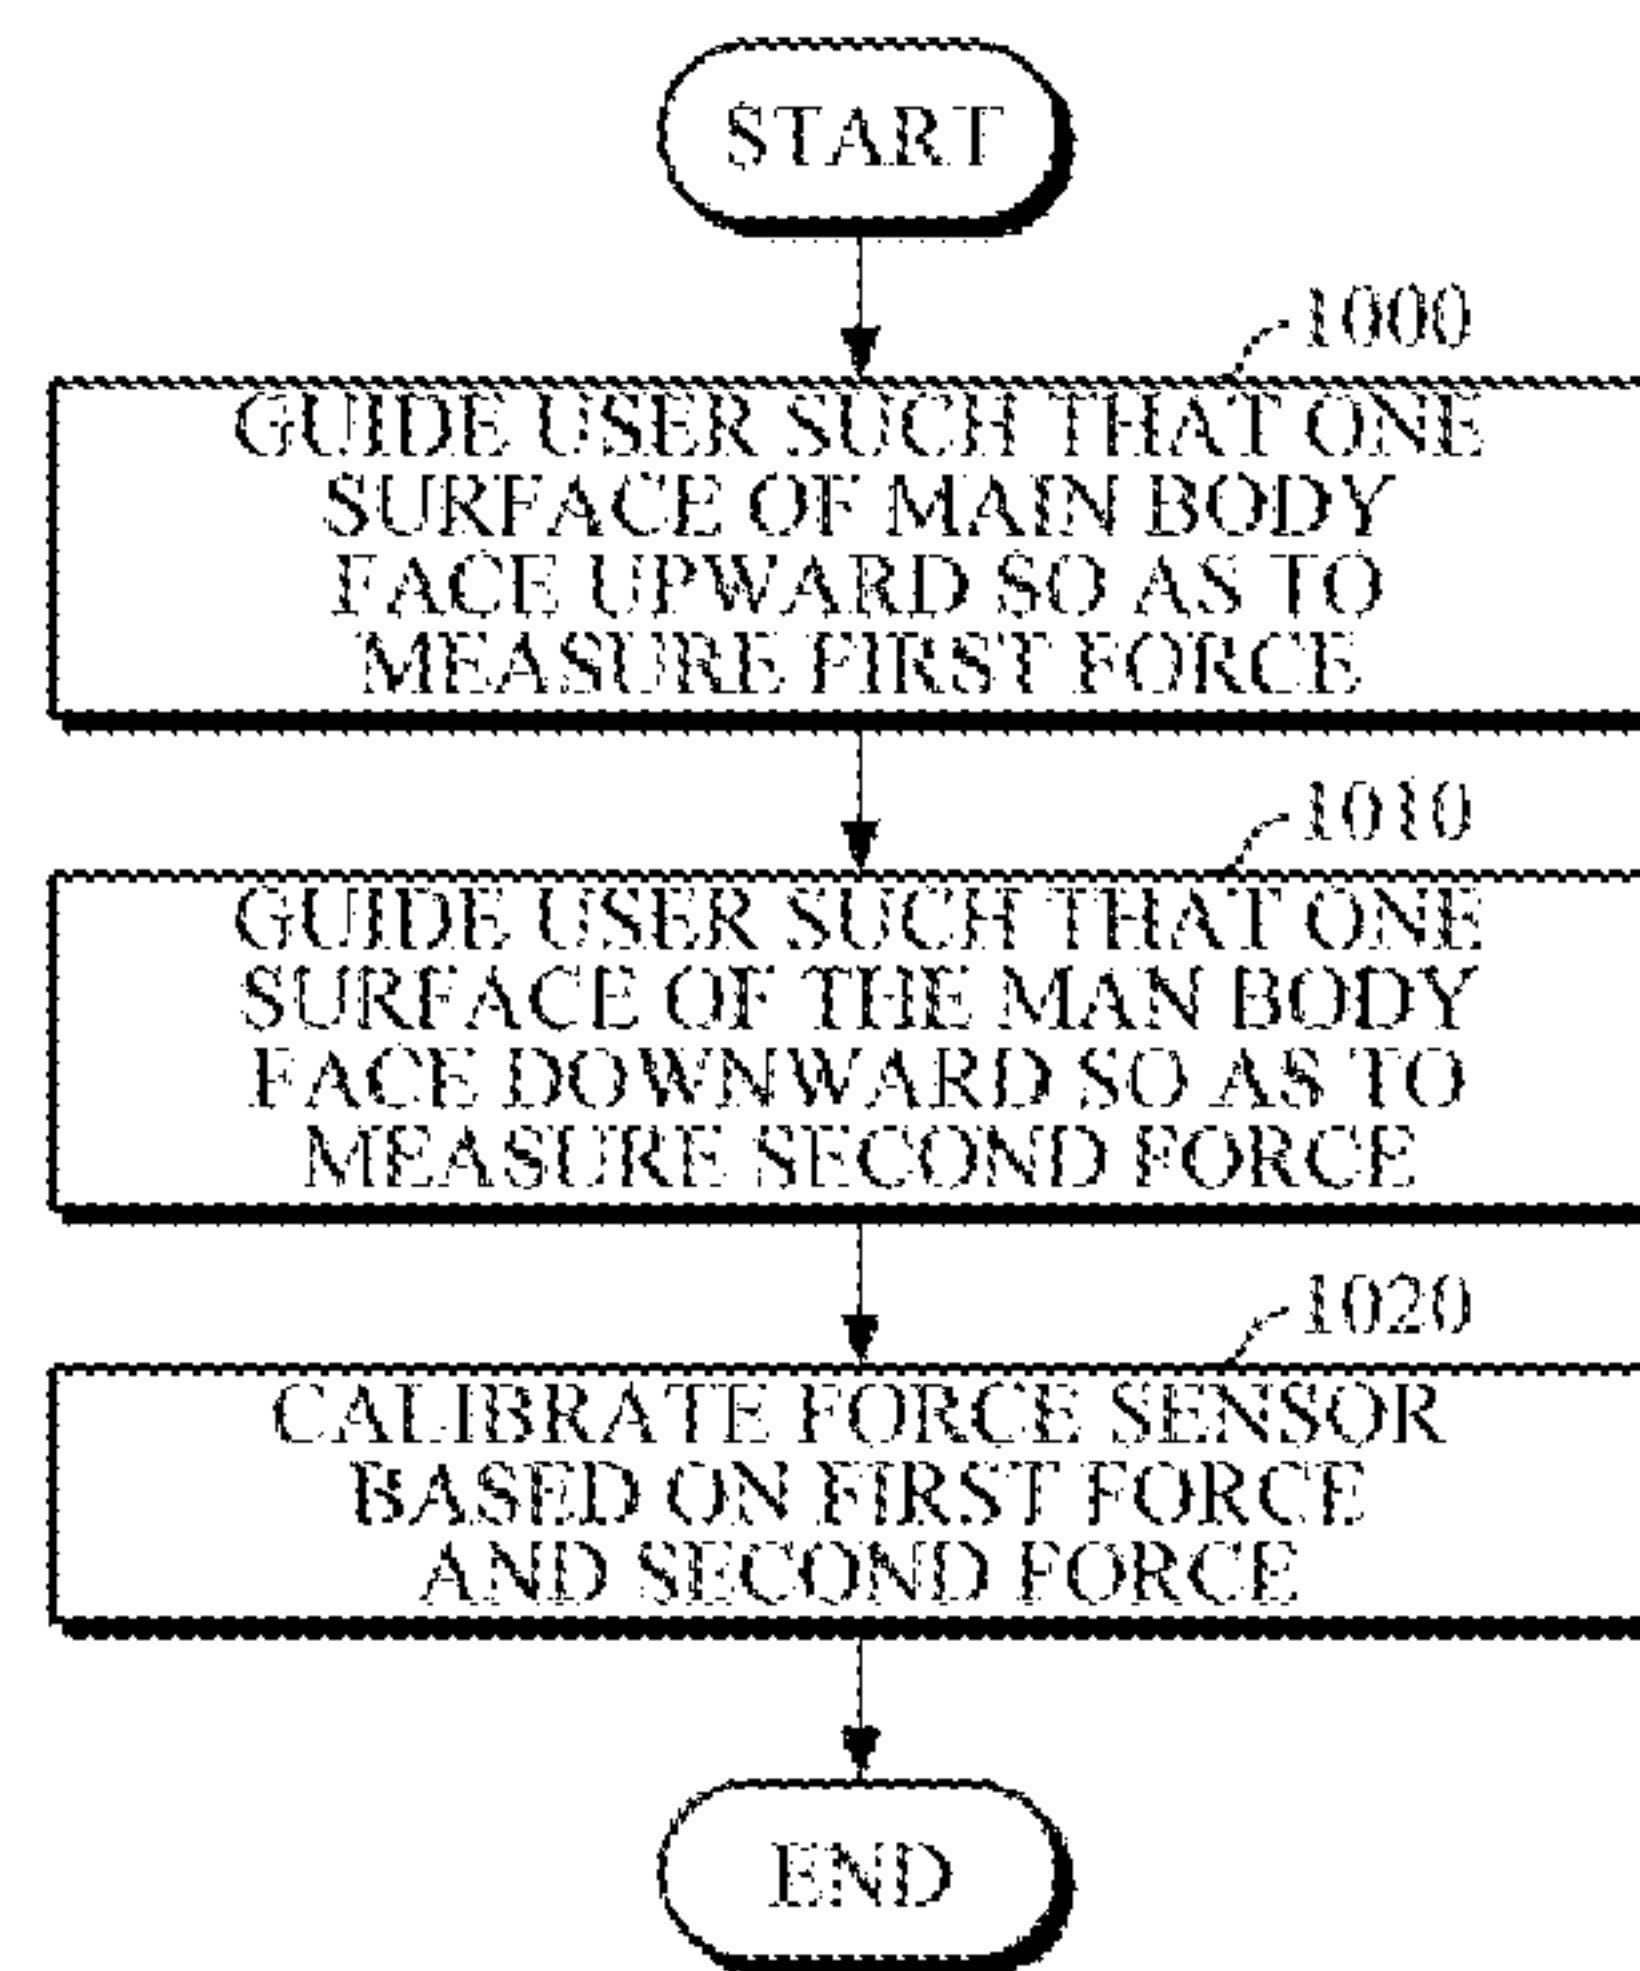 START
1000
GUIDE USER SUCH THAT ONE
SURFACE OF MAIN BODY
FACE UPWARD SO AS TO
MEASURE FIRST FORCE
1010
GUIDE USER SUCH THAT ONE
SURFACE OF THE MAN BODY
FACE DOWNWARD SO AS TO
MEASURE SECOND FORCE
1020
CALIBRATE FORCE SENSOR
BASED ON FIRST FORCE
AND SECOND FORCE
END